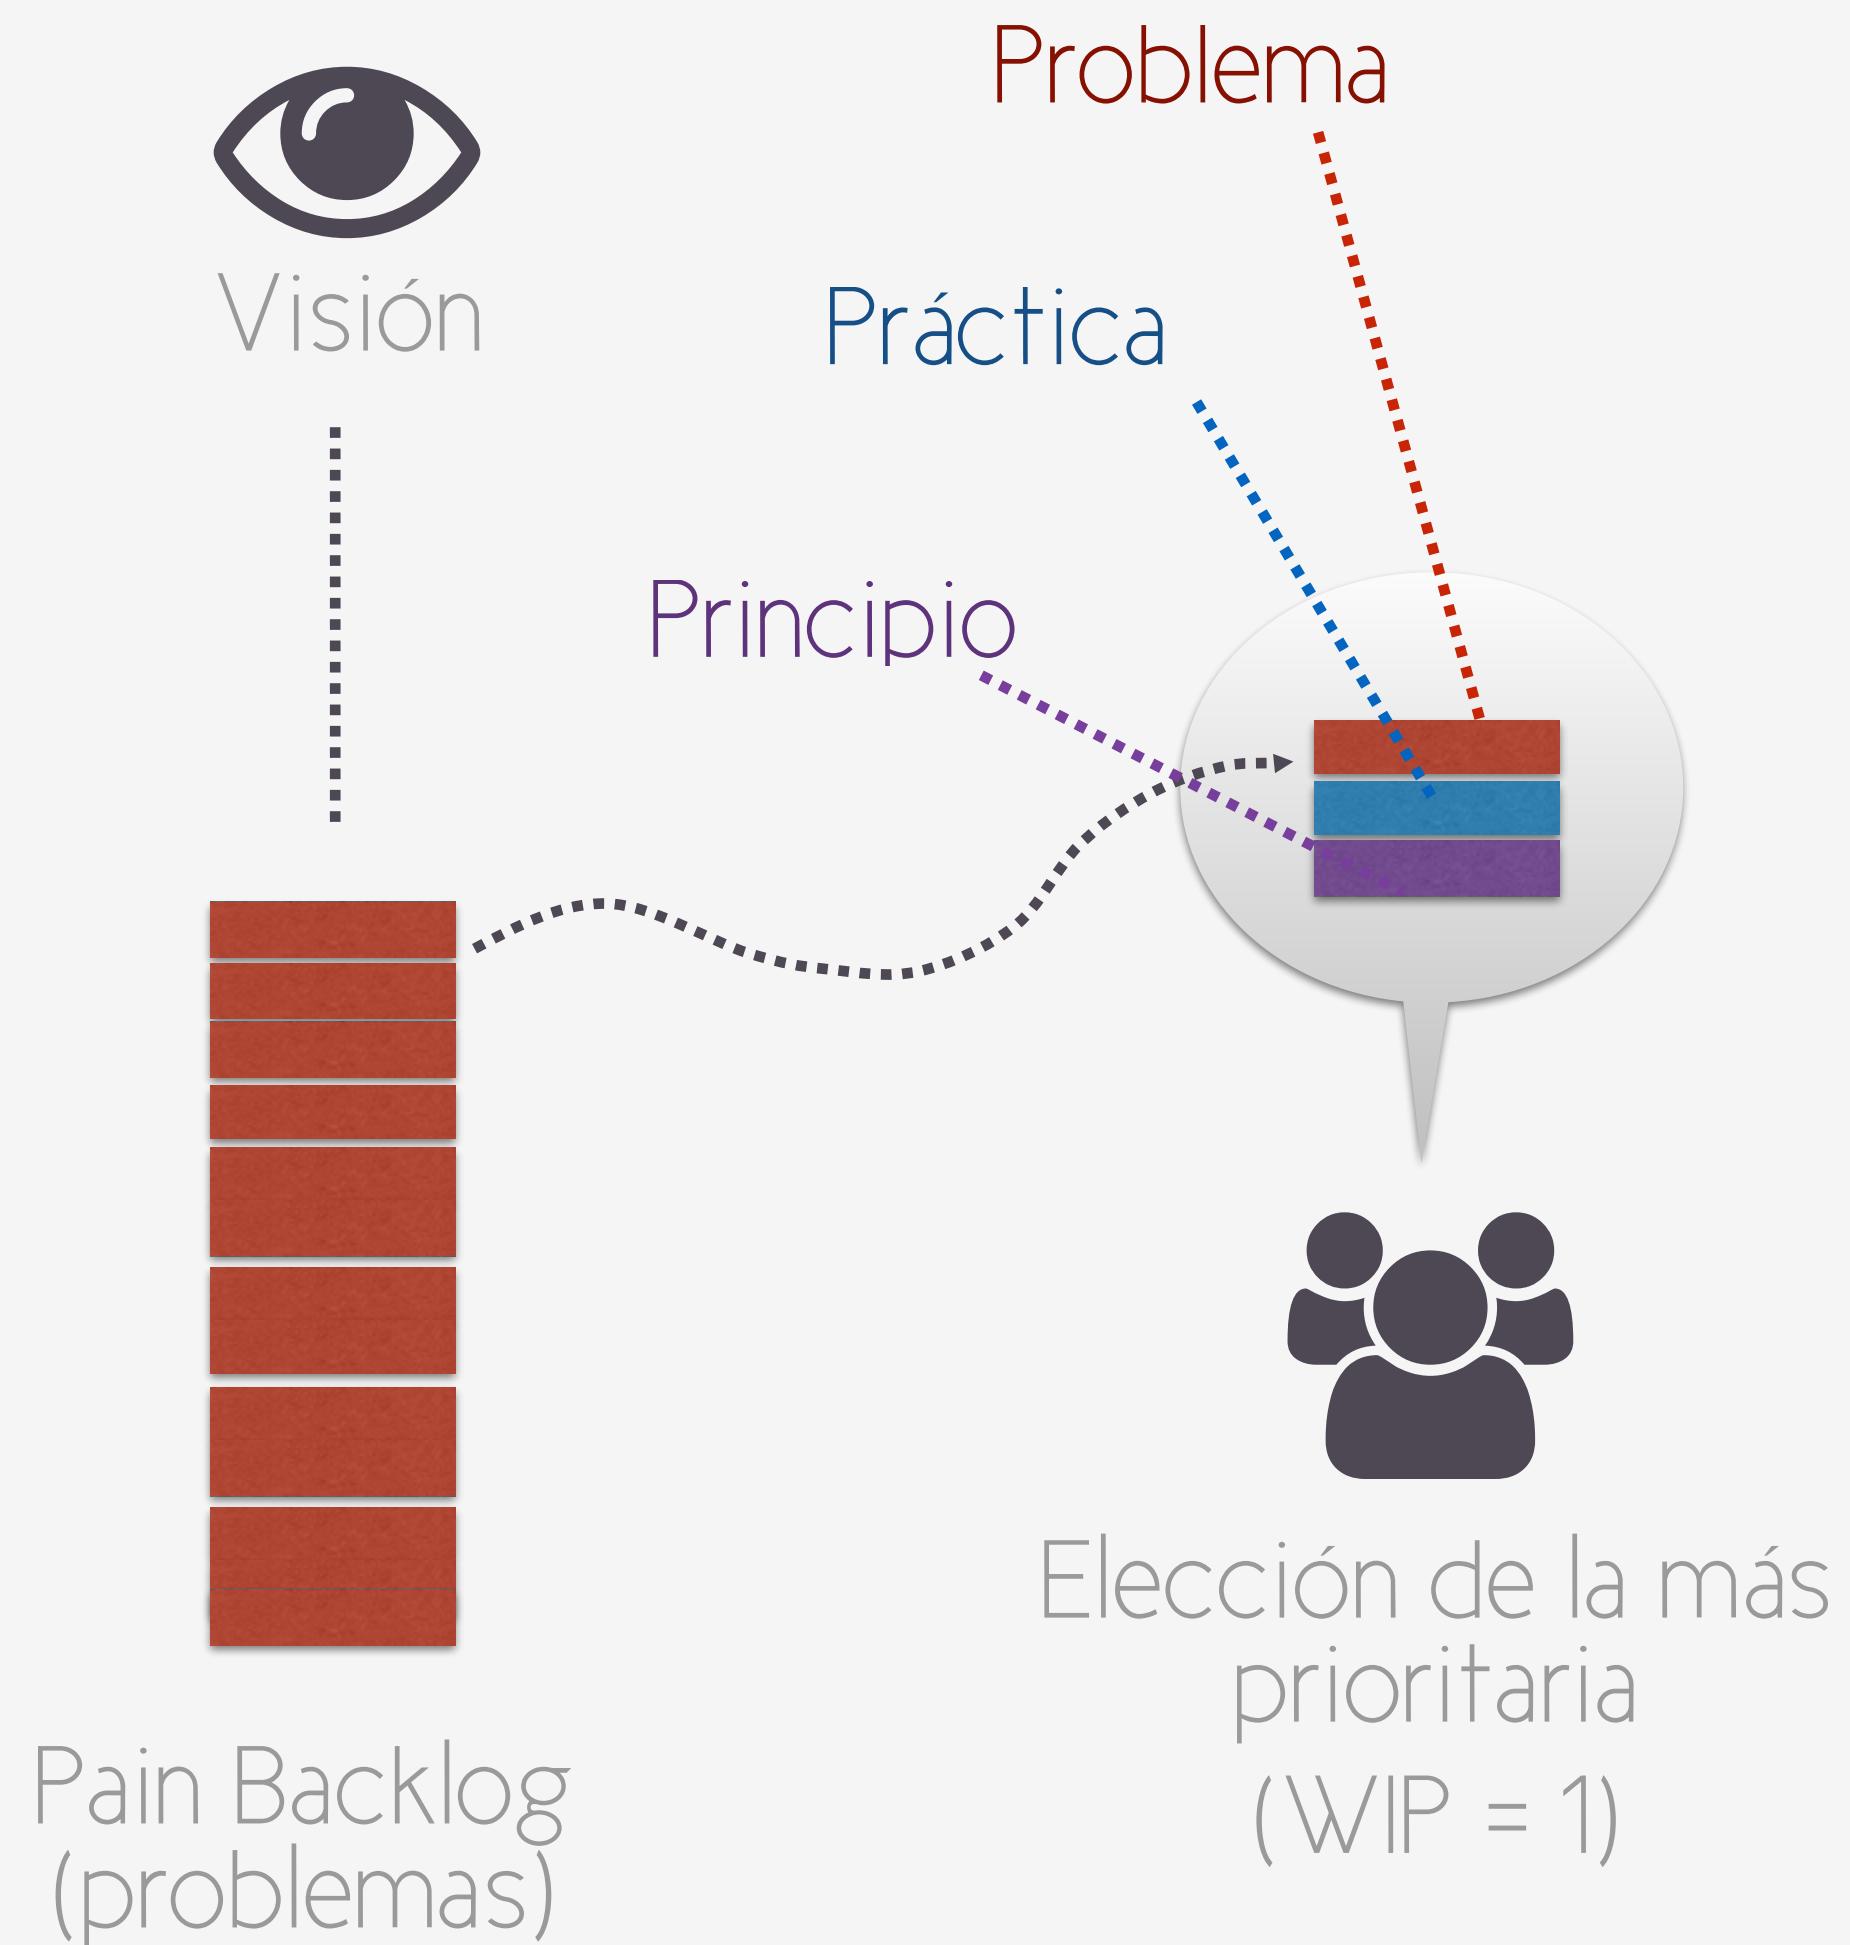 Problema
Visión
Práctica
Principio
Elección de la más
prioritaria
(WIP = 1)
Pain Backlog
(problemas)